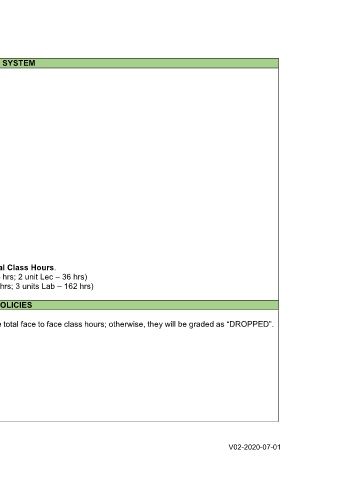 SYSTEM
al Class Hours.
hrs; 2 unit Lec – 36 hrs)
hrs; 3 units Lab – 162 hrs)
OLICIES
e total face to face class hours; otherwise, they will be graded as “DROPPED”.
V02-2020-07-01